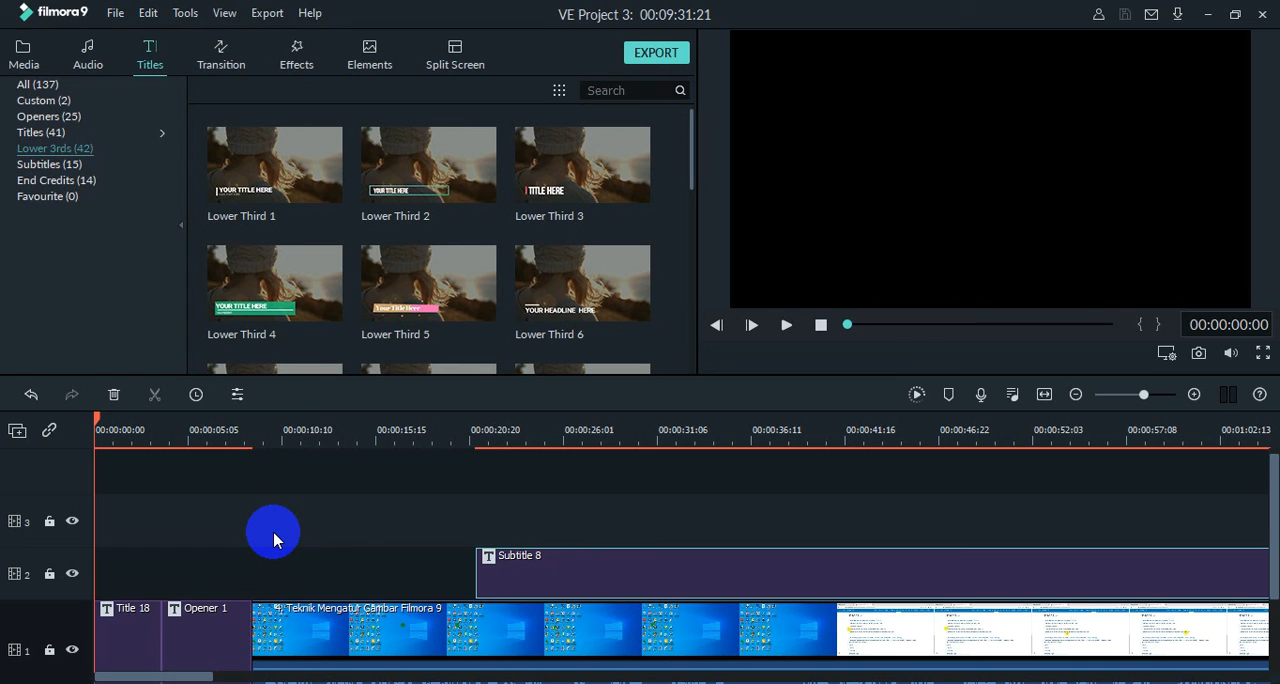 filmora9 File Edit Tools View Export Help VE Project 3: 00:09:31:21
Media Audio Titles Transition Effects Elements Split Screen EXPORT
All (137)
Custom (2)
Openers (25)
Titles (41)
Lower 3rds (42)
Subtitles (15)
End Credits (14)
Favourite (0)
Search
YOUR TITLE HERE
YOUR TITLE HERE
TITLE HERE
Lower Third 1 Lower Third 2 Lower Third 3
YOUR TITLE HERE
Your Title Here
YOUR HEADLINE HERE
Lower Third 4 Lower Third 5 Lower Third 6
00:00:00:00
00:00:00:00 00:00:05:05 00:00:10:10 00:00:15:15 00:00:20:20 00:00:26:01 00:00:31:06 00:00:36:11 00:00:41:16 00:00:46:22 00:00:52:03 00:00:57:08 00:01:02:13
3
T Subtitle 8
2
T Title 18 T Opener 1 Teknik Mengatur Gambar Filmora 9
1